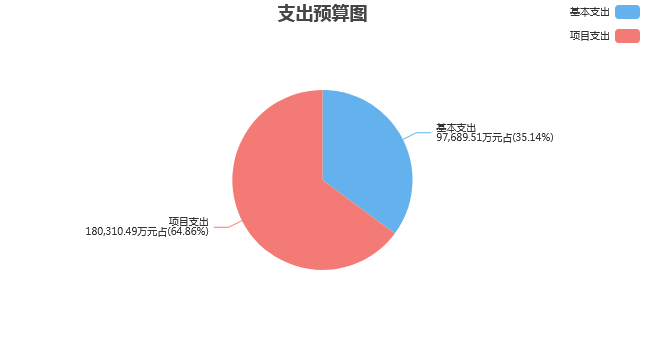 支出预算图
基本支出
项目支出
基本支出
97,689.51万元占(35.14%)
项目支出
180,310.49万元占(64.86%)